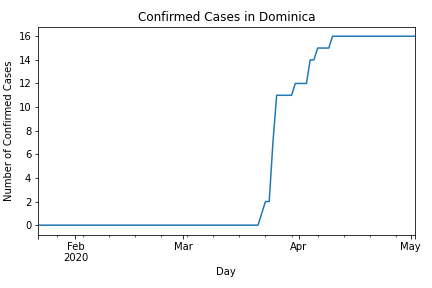 Confirmed Cases in Dominica
Number of Confirmed Cases
16
14
12
10
8
6
4
2
0
Feb
2020
Mar
Apr
May
Day